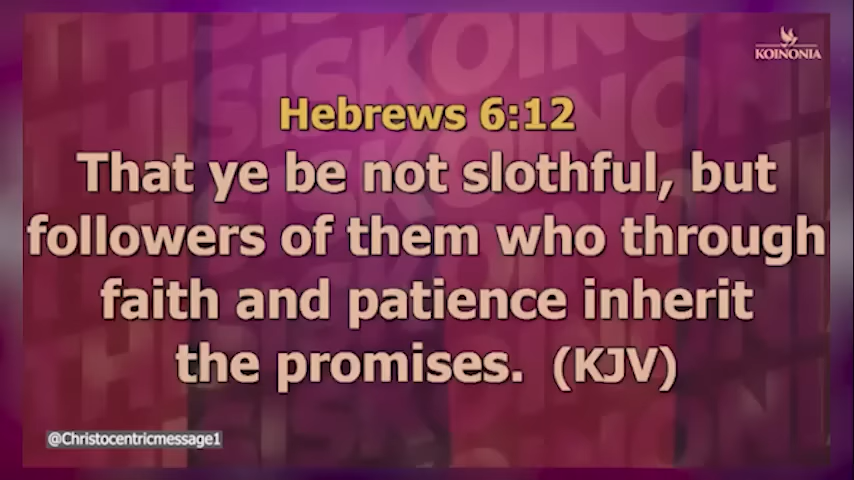 KOINONIA
Hebrews 6:12
That ye be not slothful, but
followers of them who through
faith and patience inherit
the promises. (KJV)
@Christocentricmessage1